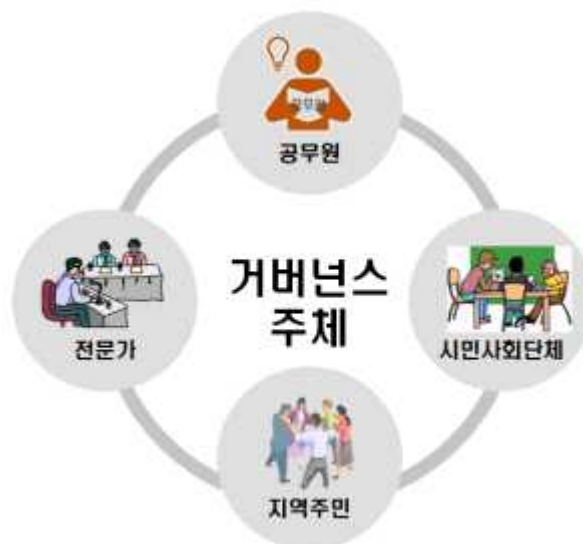 공무원
거버넌스
주체
전문가
시민사회단체
지역주민